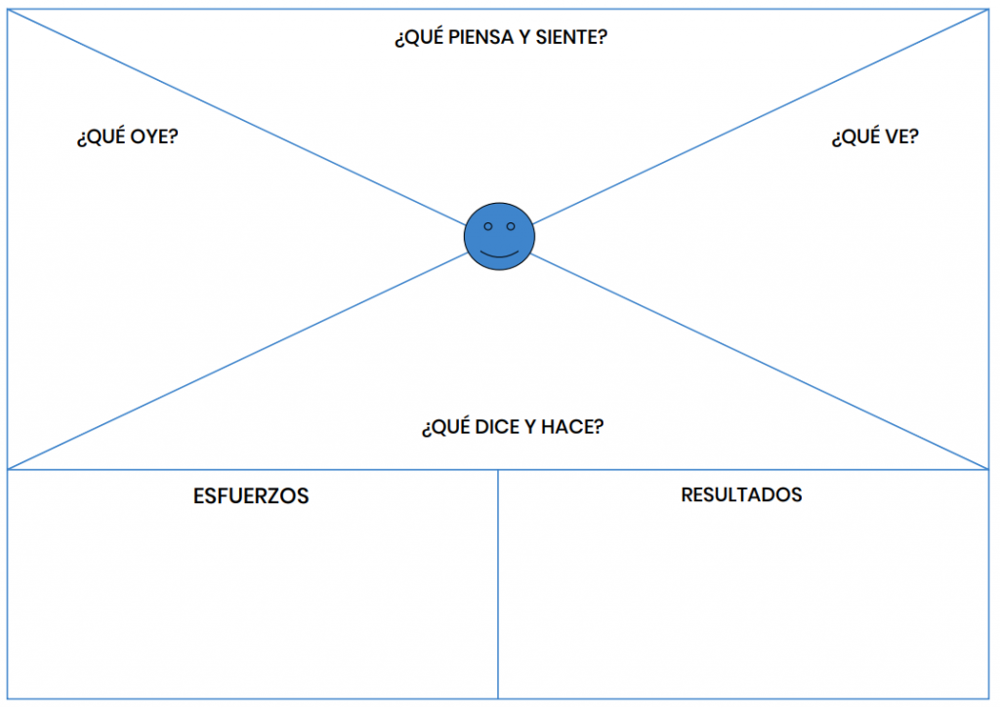 ¿QUÉ PIENSA Y SIENTE?
¿QUÉ OYE?
¿QUÉ VE?
¿QUÉ DICE Y HACE?
ESFUERZOS
RESULTADOS